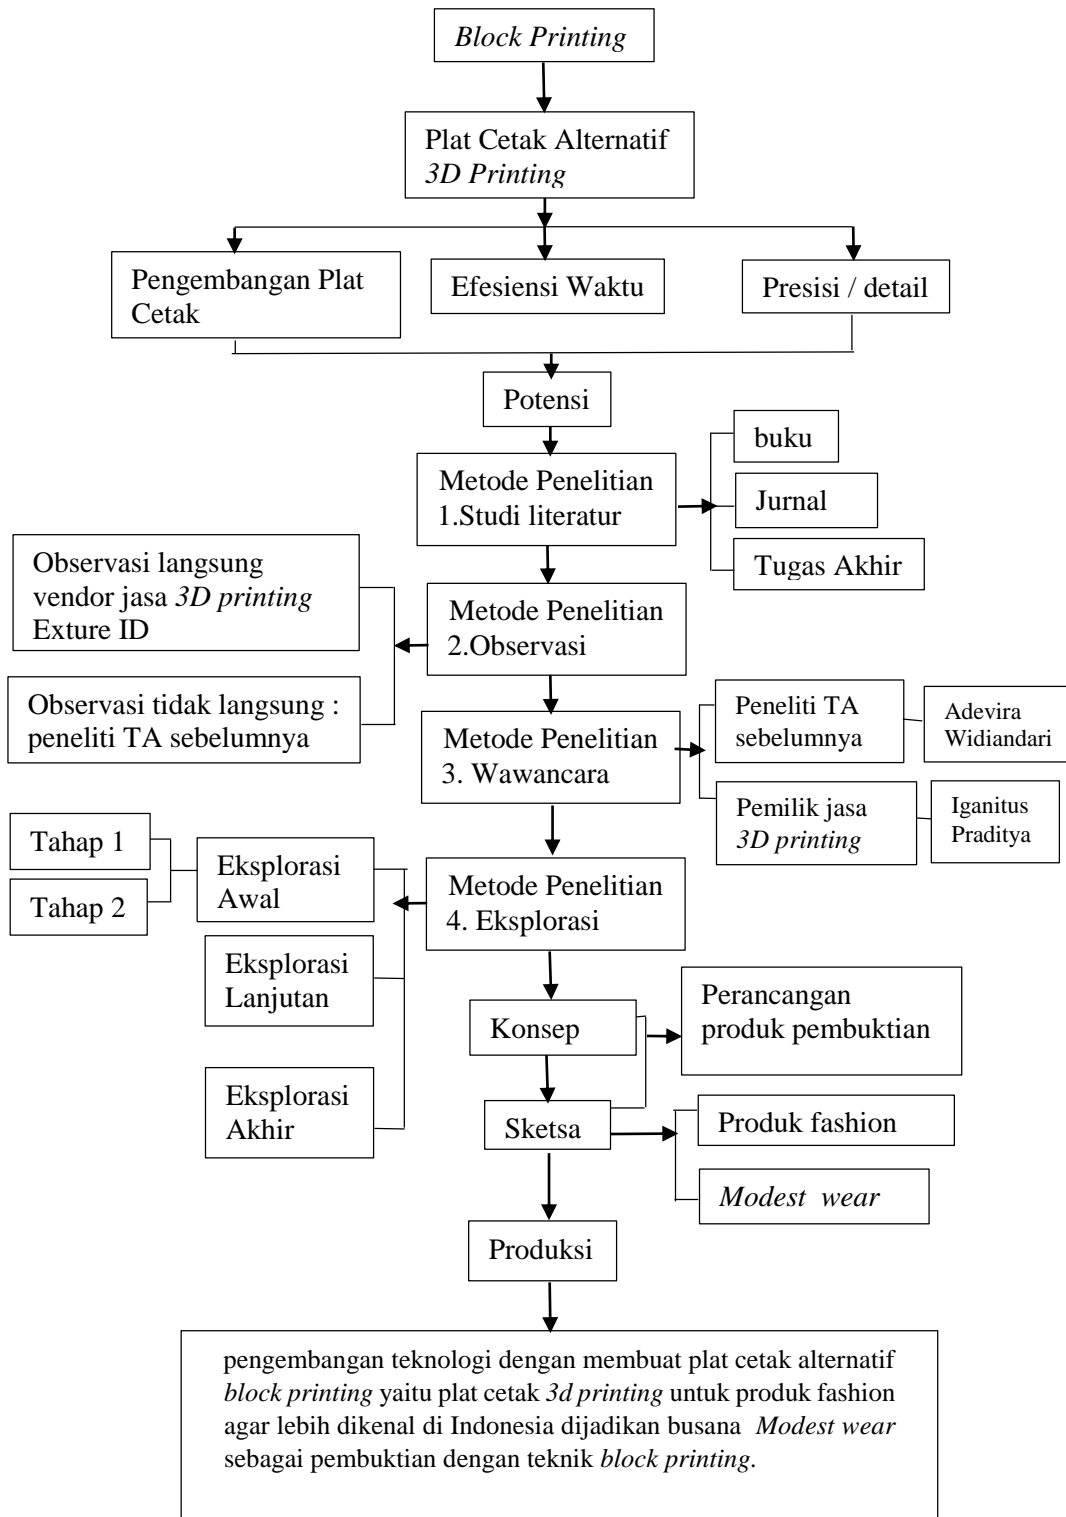 Block Printing
Plat Cetak Alternatif
3D Printing
Pengembangan Plat
Cetak
Efesiensi Waktu
Presisi / detail
Potensi
Metode Penelitian
1.Studi literatur
buku
Jurnal
Tugas Akhir
Observasi langsung
vendor jasa 3D printing
Exture ID
Observasi tidak langsung :
peneliti TA sebelumnya
Metode Penelitian
2.Observasi
Metode Penelitian
3. Wawancara
Peneliti TA
sebelumnya
Adevira
Widiandari
Pemilik jasa
3D printing
Iganitus
Praditya
Tahap 1
Tahap 2
Eksplorasi
Awal
Metode Penelitian
4. Eksplorasi
Eksplorasi
Lanjutan
Eksplorasi
Akhir
Konsep
Perancangan
produk pembuktian
Sketsa
Produk fashion
Modest wear
Produksi
pengembangan teknologi dengan membuat plat cetak alternatif
block printing yaitu plat cetak 3d printing untuk produk fashion
agar lebih dikenal di Indonesia dijadikan busana Modest wear
sebagai pembuktian dengan teknik block printing.